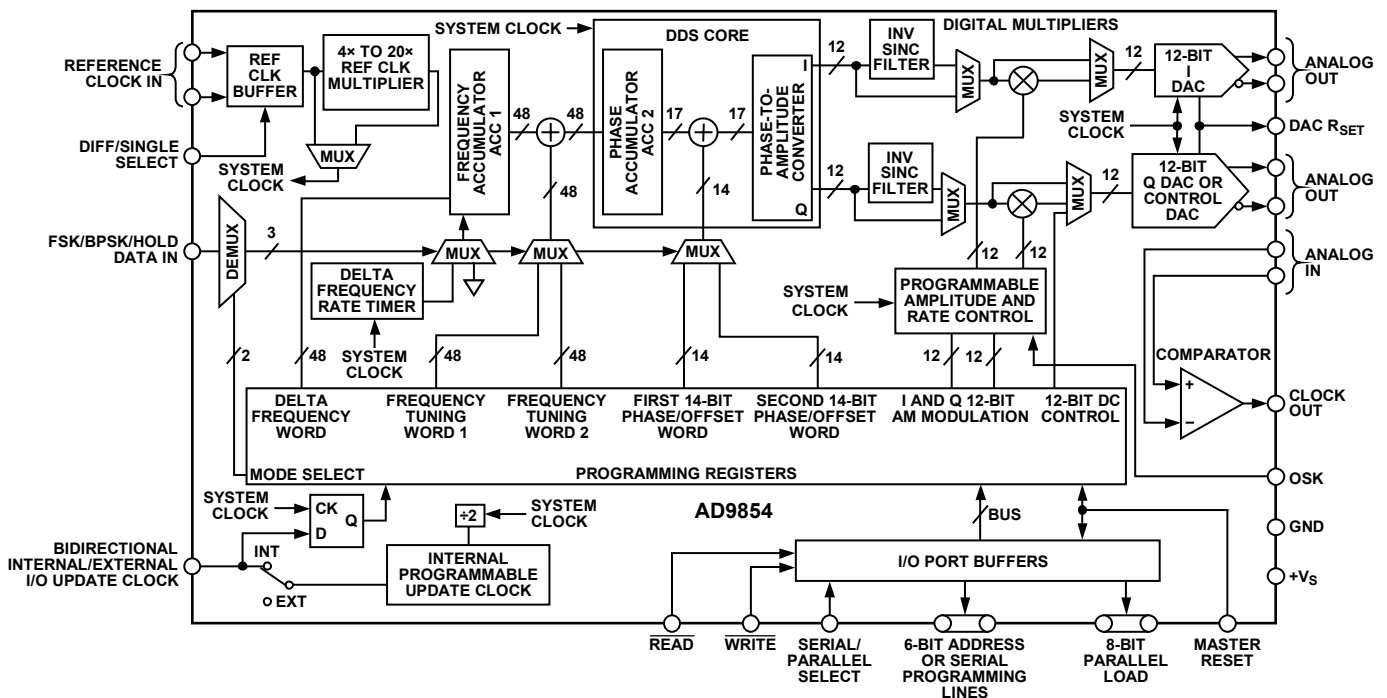 SYSTEM CLOCK
DDS CORE
DIGITAL MULTIPLIERS
REFERENCE
CLOCK IN
REF
CLK
BUFFER
4× TO 20×
REF CLK
MULTIPLIER
FREQUENCY
ACCUMULATOR
ACC 1
48
48
PHASE
ACCUMULATOR
ACC 2
17
17
PHASE-TO-
AMPLITUDE
CONVERTER
I
Q
12
INV
SINC
FILTER
MUX
MUX
12
12-BIT
I
DAC
ANALOG
OUT
DIFF/SINGLE
SELECT
MUX
SYSTEM
CLOCK
SYSTEM
CLOCK
DAC RSET
48
14
12
INV
SINC
FILTER
MUX
MUX
12
12-BIT
Q DAC OR
CONTROL
DAC
ANALOG
OUT
FSK/BPSK/HOLD
DATA IN
DEMUX
3
MUX
MUX
MUX
12
12
ANALOG
IN
DELTA
FREQUENCY
RATE TIMER
SYSTEM
CLOCK
PROGRAMMABLE
AMPLITUDE AND
RATE CONTROL
2
48
SYSTEM
CLOCK
48
48
14
14
12
12
COMPARATOR
+
−
CLOCK
OUT
DELTA
FREQUENCY
WORD
FREQUENCY
TUNING
WORD 1
FREQUENCY
TUNING
WORD 2
FIRST 14-BIT
PHASE/OFFSET
WORD
SECOND 14-BIT
PHASE/OFFSET
WORD
I AND Q 12-BIT
AM MODULATION
12-BIT DC
CONTROL
MODE SELECT
PROGRAMMING REGISTERS
OSK
SYSTEM
CLOCK
CK
Q
D
÷2
SYSTEM
CLOCK
AD9854
BUS
GND
BIDIRECTIONAL
INTERNAL/EXTERNAL
I/O UPDATE CLOCK
INT
EXT
INTERNAL
PROGRAMMABLE
UPDATE CLOCK
I/O PORT BUFFERS
+VS
READ
WRITE
SERIAL/
PARALLEL
SELECT
6-BIT ADDRESS
OR SERIAL
PROGRAMMING
LINES
8-BIT
PARALLEL
LOAD
MASTER
RESET